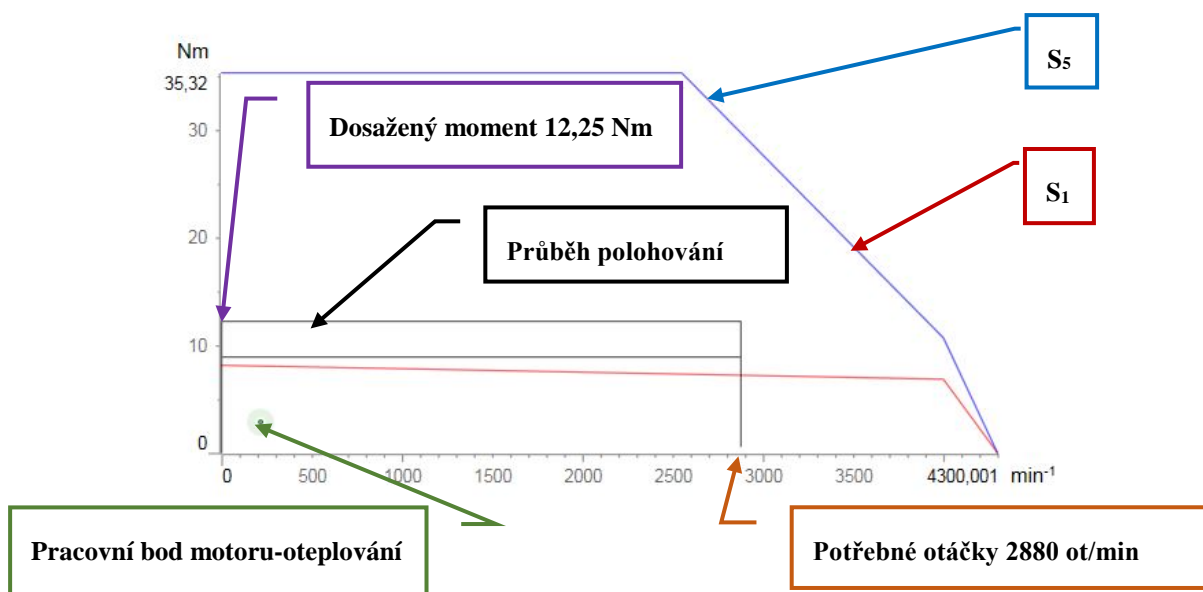 Nm
35,32
30
20
10
0
0 500 1000 1500 2000 2500 3000 3500 4300,001 min⁻¹
S₅
S₁
Dosažený moment 12,25 Nm
Průběh polohování
Pracovní bod motoru-oteplování
Potřebné otáčky 2880 ot/min